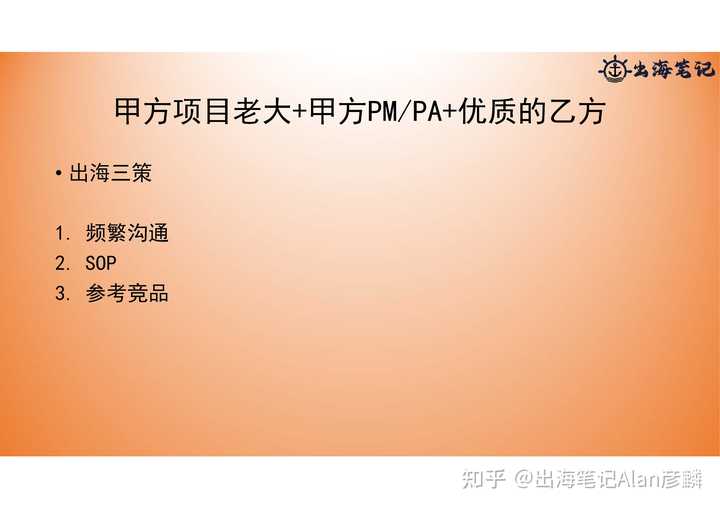 出海笔记
甲方项目老大+甲方PM/PA+优质的乙方
• 出海三策
1. 频繁沟通
2. SOP
3. 参考竞品
知乎 @出海笔记Alan彦麟